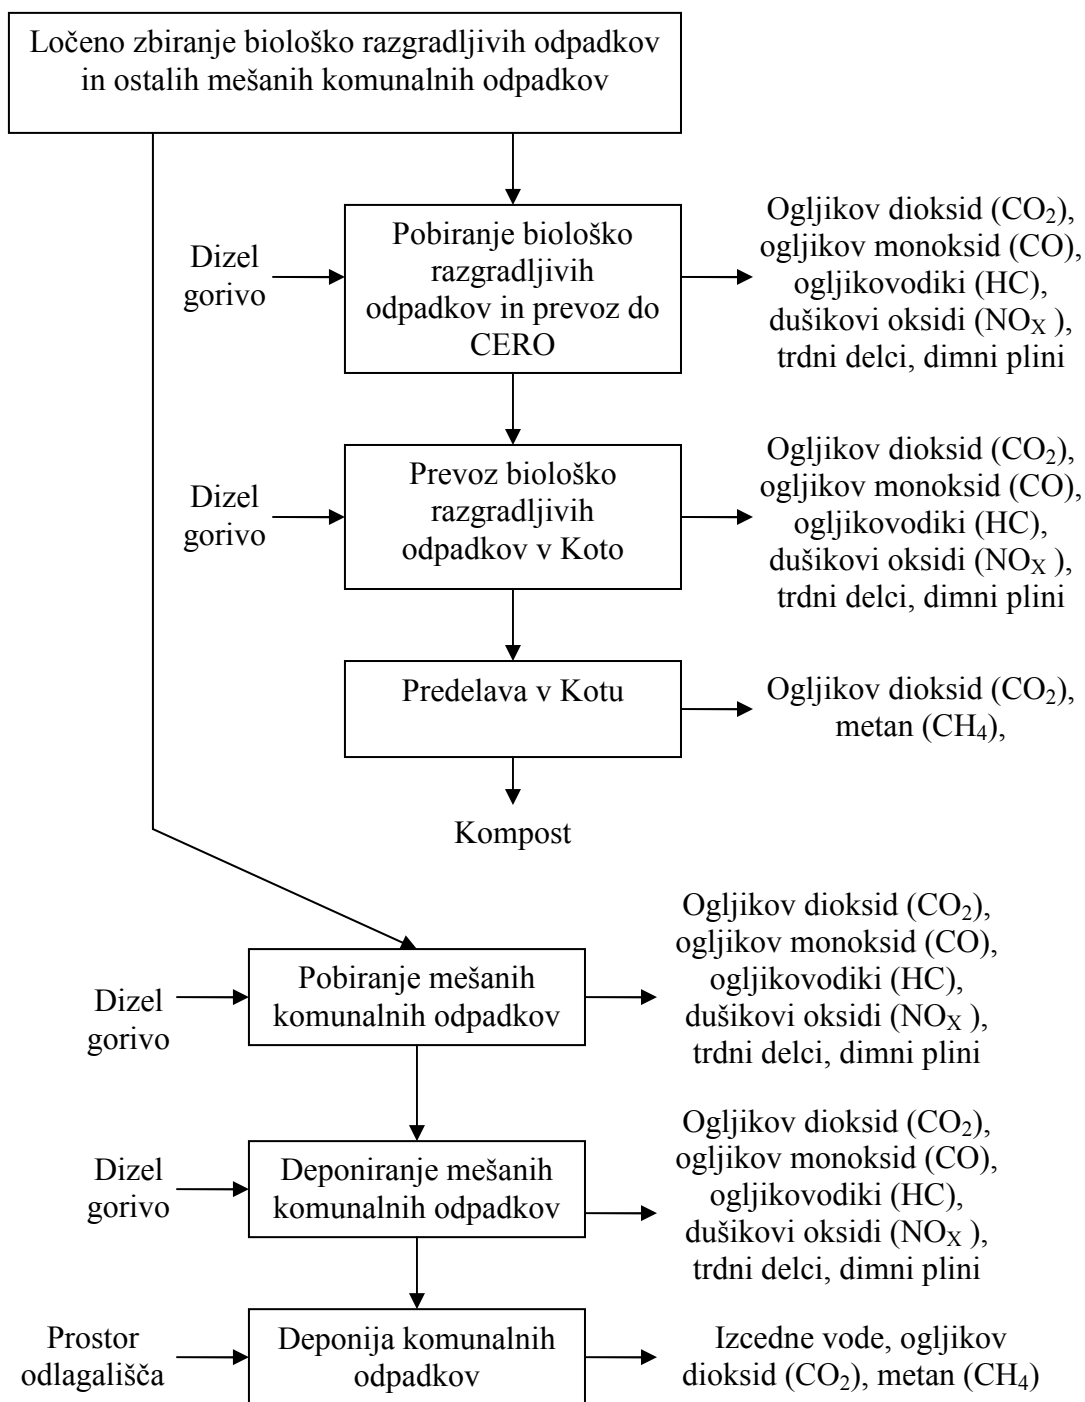 Ločeno zbiranje biološko razgradljivih odpadkov
in ostalih mešanih komunalnih odpadkov
Dizel
gorivo
Pobiranje biološko
razgradljivih
odpadkov in prevoz do
CERO
Ogljikov dioksid (CO₂),
ogljikov monoksid (CO),
ogljikovodiki (HC),
dušikovi oksidi (NOX ),
trdni delci, dimni plini
Dizel
gorivo
Prevoz biološko
razgradljivih
odpadkov v Koto
Ogljikov dioksid (CO₂),
ogljikov monoksid (CO),
ogljikovodiki (HC),
dušikovi oksidi (NOX ),
trdni delci, dimni plini
Predelava v Kotu
Ogljikov dioksid (CO₂),
metan (CH₄),
Kompost
Dizel
gorivo
Pobiranje mešanih
komunalnih odpadkov
Ogljikov dioksid (CO₂),
ogljikov monoksid (CO),
ogljikovodiki (HC),
dušikovi oksidi (NOX ),
trdni delci, dimni plini
Dizel
gorivo
Deponiranje mešanih
komunalnih odpadkov
Ogljikov dioksid (CO₂),
ogljikov monoksid (CO),
ogljikovodiki (HC),
dušikovi oksidi (NOX ),
trdni delci, dimni plini
Prostor
odlagališča
Deponija komunalnih
odpadkov
Izcedne vode, ogljikov
dioksid (CO₂), metan (CH₄)